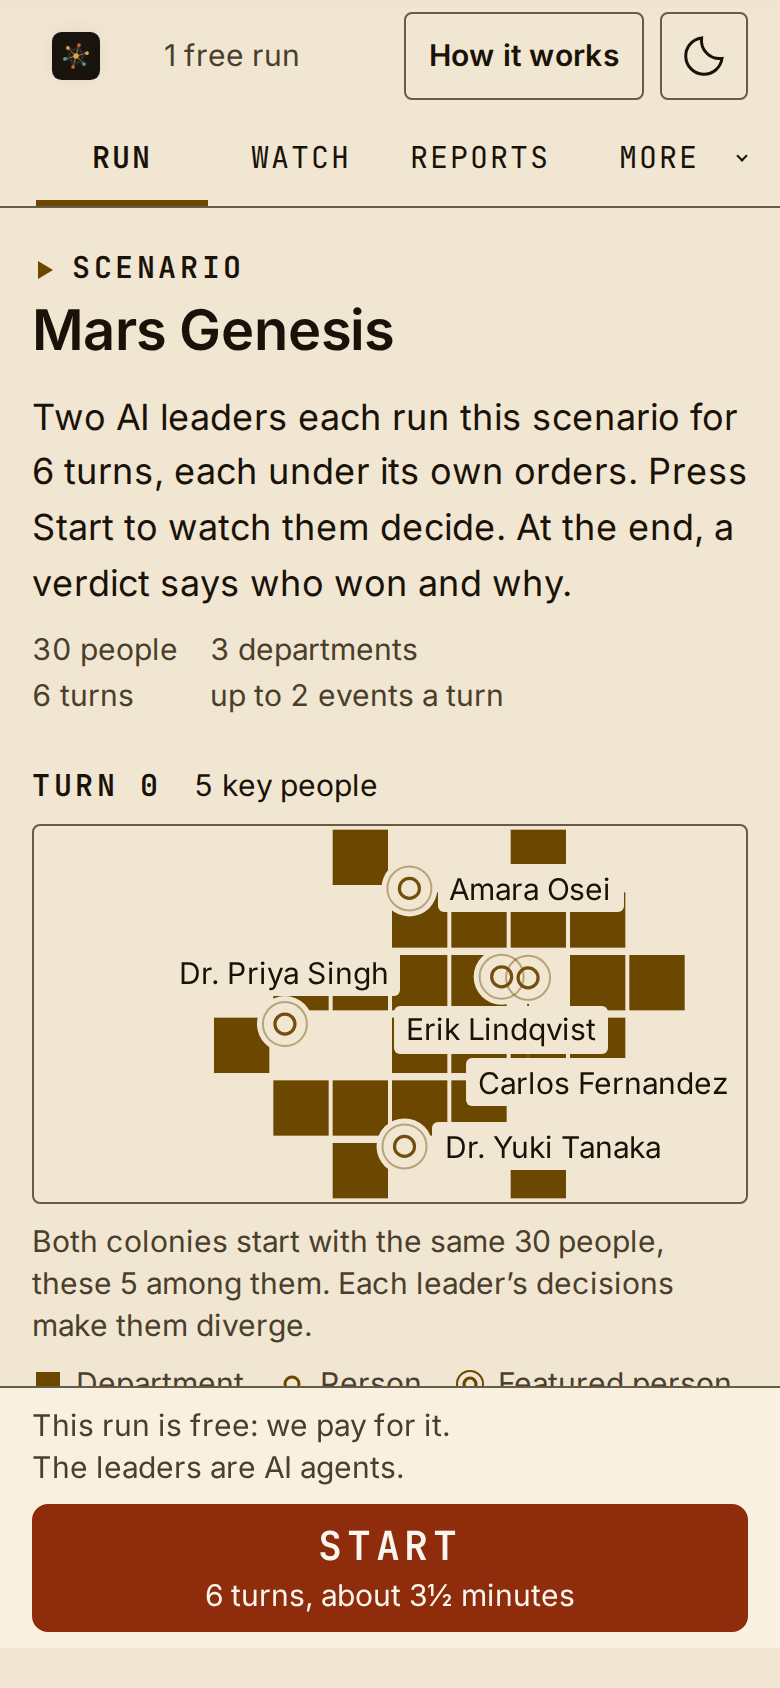 1 free run
How it works
RUN
WATCH
REPORTS
MORE
SCENARIO
Mars Genesis
Two AI leaders each run this scenario for
6 turns, each under its own orders. Press
Start to watch them decide. At the end, a
verdict says who won and why.
30 people 3 departments
6 turns up to 2 events a turn
TURN 0 5 key people
Amara Osei
Dr. Priya Singh
Erik Lindqvist
Carlos Fernandez
Dr. Yuki Tanaka
Both colonies start with the same 30 people,
these 5 among them. Each leader’s decisions
make them diverge.
Department Person Featured person
This run is free: we pay for it.
The leaders are AI agents.
START
6 turns, about 3½ minutes